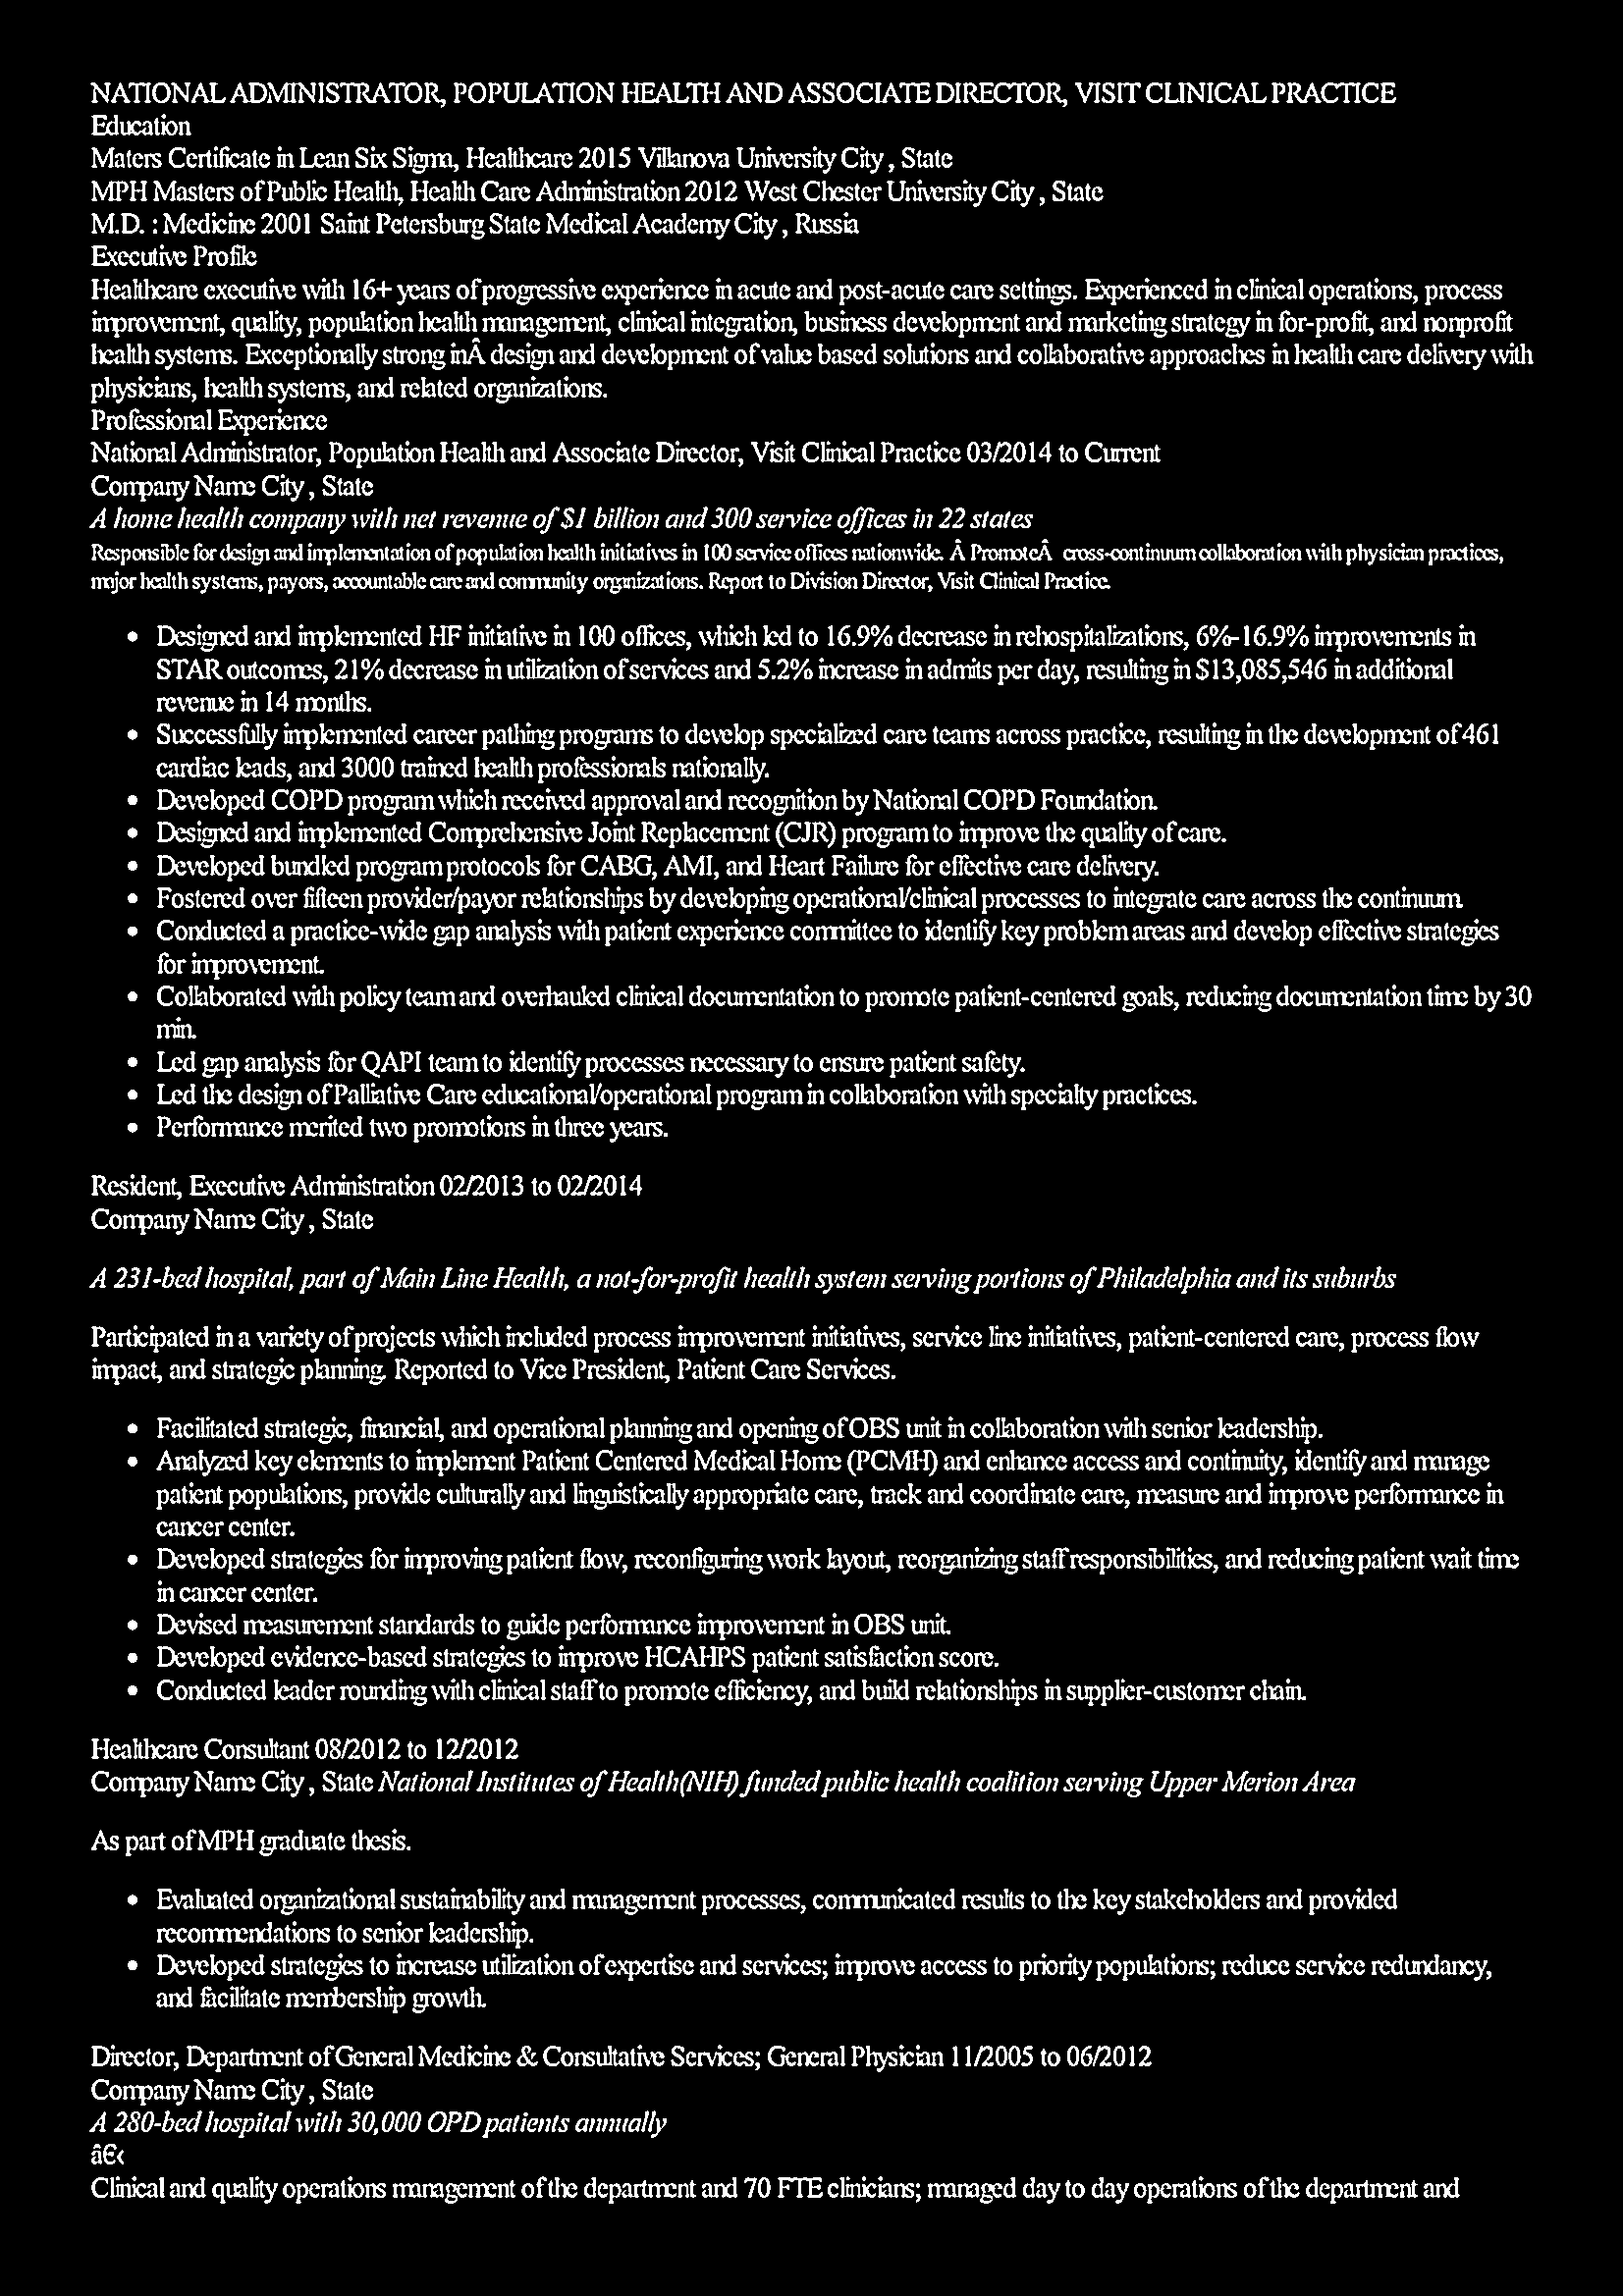 NATIONAL ADMINISTRATOR, POPULATION HEALTH AND ASSOCIATE DIRECTOR, VISIT CLINICAL PRACTICE
Education
Maters Certificate in Lean Six Sigma, Healthcare 2015 Villanova University City , State
MPH Masters of Public Health, Health Care Administration 2012 West Chester University City , State
M.D. : Medicine 2001 Saint Petersburg State Medical Academy City , Russia
Executive Profile
Healthcare executive with 16+ years of progressive experience in acute and post-acute care settings. Experienced in clinical operations, process
improvement, quality, population health management, clinical integration, business development and marketing strategy in for-profit, and nonprofit
health systems. Exceptionally strong inÂ design and development of value based solutions and collaborative approaches in health care delivery with
physicians, health systems, and related organizations.
Professional Experience
National Administrator, Population Health and Associate Director, Visit Clinical Practice 03/2014 to Current
Company Name City , State
A home health company with net revenue of $1 billion and 300 service offices in 22 states
Responsible for design and implementation of population health initiatives in 100 service offices nationwide. Â PromoteÂ  cross-continuum collaboration with physician practices,
major health systems, payors, accountable care and community organizations. Report to Division Director, Visit Clinical Practice.
• Designed and implemented HF initiative in 100 offices, which led to 16.9% decrease in rehospitalizations, 6%-16.9% improvements in
STAR outcomes, 21% decrease in utilization of services and 5.2% increase in admits per day, resulting in $13,085,546 in additional
revenue in 14 months.
• Successfully implemented career pathing programs to develop specialized care teams across practice, resulting in the development of 461
cardiac leads, and 3000 trained health professionals nationally.
• Developed COPD program which received approval and recognition by National COPD Foundation.
• Designed and implemented Comprehensive Joint Replacement (CJR) program to improve the quality of care.
• Developed bundled program protocols for CABG, AMI, and Heart Failure for effective care delivery.
• Fostered over fifteen provider/payor relationships by developing operational/clinical processes to integrate care across the continuum.
• Conducted a practice-wide gap analysis with patient experience committee to identify key problem areas and develop effective strategies
for improvement.
• Collaborated with policy team and overhauled clinical documentation to promote patient-centered goals, reducing documentation time by 30
min.
• Led gap analysis for QAPI team to identify processes necessary to ensure patient safety.
• Led the design of Palliative Care educational/operational program in collaboration with specialty practices.
• Performance merited two promotions in three years.
Resident, Executive Administration 02/2013 to 02/2014
Company Name City , State
A 231-bed hospital, part of Main Line Health, a not-for-profit health system serving portions of Philadelphia and its suburbs
Participated in a variety of projects which included process improvement initiatives, service line initiatives, patient-centered care, process flow
impact, and strategic planning. Reported to Vice President, Patient Care Services.
• Facilitated strategic, financial, and operational planning and opening of OBS unit in collaboration with senior leadership.
• Analyzed key elements to implement Patient Centered Medical Home (PCMH) and enhance access and continuity, identify and manage
patient populations, provide culturally and linguistically appropriate care, track and coordinate care, measure and improve performance in
cancer center.
• Developed strategies for improving patient flow, reconfiguring work layout, reorganizing staff responsibilities, and reducing patient wait time
in cancer center.
• Devised measurement standards to guide performance improvement in OBS unit.
• Developed evidence-based strategies to improve HCAHPS patient satisfaction score.
• Conducted leader rounding with clinical staff to promote efficiency, and build relationships in supplier-customer chain.
Healthcare Consultant 08/2012 to 12/2012
Company Name City , State National Institutes of Health(NIH) funded public health coalition serving Upper Merion Area
As part of MPH graduate thesis.
• Evaluated organizational sustainability and management processes, communicated results to the key stakeholders and provided
recommendations to senior leadership.
• Developed strategies to increase utilization of expertise and services; improve access to priority populations; reduce service redundancy,
and facilitate membership growth.
Director, Department of General Medicine & Consultative Services; General Physician 11/2005 to 06/2012
Company Name City , State
A 280-bed hospital with 30,000 OPD patients annually
â€‹
Clinical and quality operations management of the department and 70 FTE clinicians; managed day to day operations of the department and